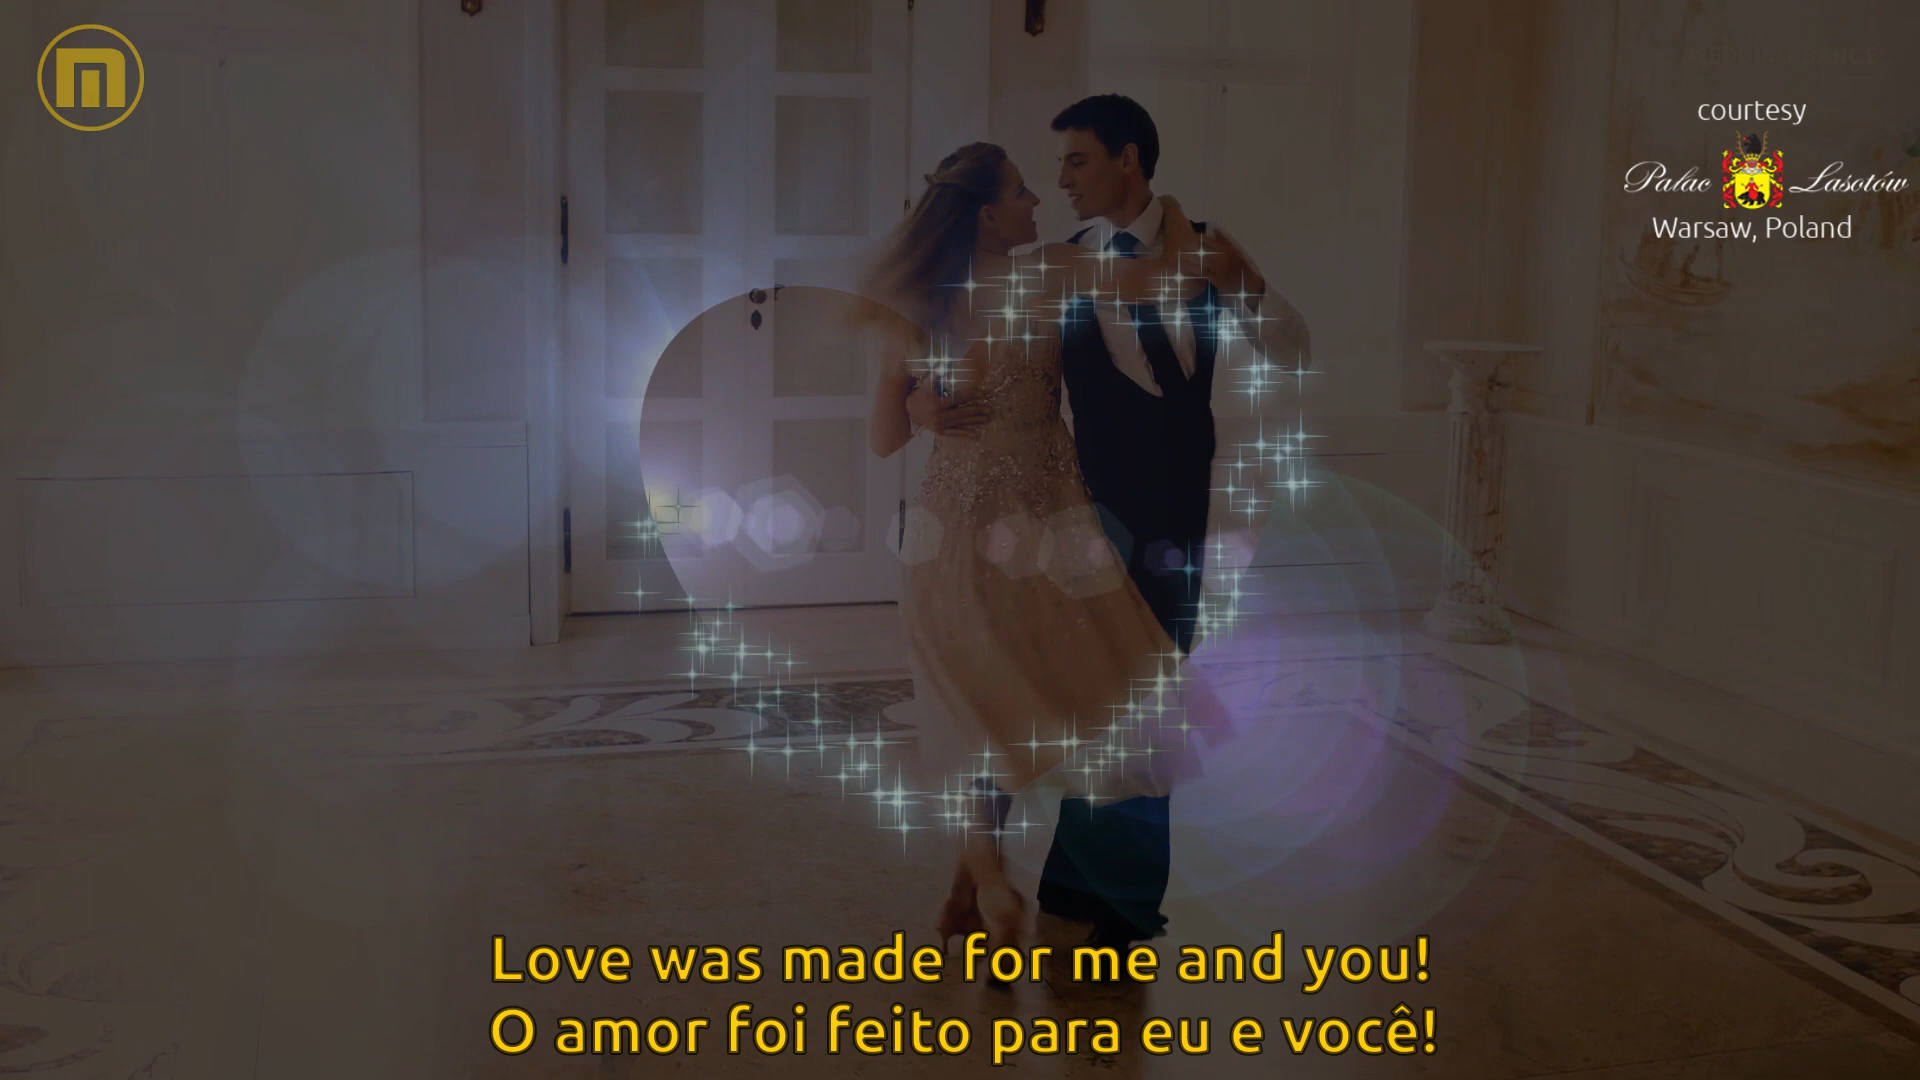 courtesy
Pałac Lasotów
Warsaw, Poland
Love was made for me and you!
O amor foi feito para eu e você!